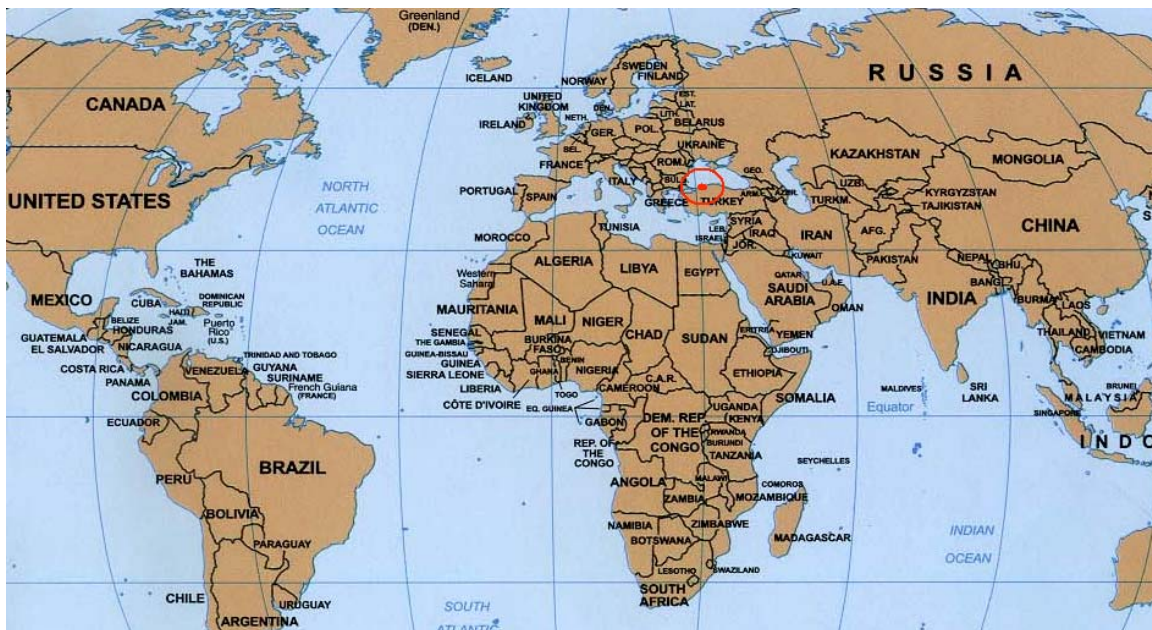 Greenland
(DEN.)
ICELAND
NORWAY
SWEDEN
FINLAND
RUSSIA
CANADA
UNITED
KINGDOM
IRELAND
DEN.
NETH.
EST.
LAT.
LITH.
BELARUS
GER.
POL.
BEL.
UKRAINE
FRANCE
ROM.
KAZAKHSTAN
MONGOLIA
UNITED STATES
NORTH
ATLANTIC
OCEAN
PORTUGAL
SPAIN
ITALY
BULG.
GREECE
TURKEY
GEO.
ARM.
AZER.
UZB.
TURKM.
KYRGYZSTAN
TAJIKISTAN
CHINA
N
S
MOROCCO
TUNISIA
LEB.
ISRAEL
SYRIA
IRAQ
JOR.
IRAN
AFG.
KUWAIT
PAKISTAN
NEPAL
BHU.
BANG.
THE
BAHAMAS
Western
Sahara
ALGERIA
LIBYA
EGYPT
QATAR
U.A.E.
SAUDI
ARABIA
OMAN
INDIA
BURMA
LAOS
MEXICO
CUBA
DOMINICAN
REPUBLIC
HAITI
JAM.
BELIZE
Puerto
Rico
(U.S.)
GUATEMALA
HONDURAS
EL SALVADOR
NICARAGUA
MAURITANIA
MALI
NIGER
CHAD
SUDAN
ERITREA
YEMEN
DJIBOUTI
THAILAND
VIETNAM
CAMBODIA
SENEGAL
THE GAMBIA
GUINEA-BISSAU
GUINEA
SIERRA LEONE
LIBERIA
CÔTE D'IVOIRE
BURKINA
FASO
GHANA
TOGO
BENIN
NIGERIA
CAMEROON
C.A.R.
ETHIOPIA
SOMALIA
COSTA RICA
PANAMA
TRINIDAD AND TOBAGO
VENEZUELA
GUYANA
SURINAME
French Guiana
(FRANCE)
COLOMBIA
ECUADOR
EQ. GUINEA
GABON
REP. OF
THE
CONGO
DEM. REP
OF THE
CONGO
UGANDA
KENYA
RWANDA
BURUNDI
TANZANIA
MALDIVES
SRI
LANKA
Equator
BRUNEI
MALAYSIA
SINGAPORE
INDO
SEYCHELLES
PERU
BRAZIL
ANGOLA
ZAMBIA
MALAWI
COMOROS
MOZAMBIQUE
BOLIVIA
NAMIBIA
ZIMBABWE
BOTSWANA
MADAGASCAR
INDIAN
OCEAN
PARAGUAY
LESOTHO
SWAZILAND
SOUTH
AFRICA
CHILE
URUGUAY
ARGENTINA
SOUTH
ATLANTIC